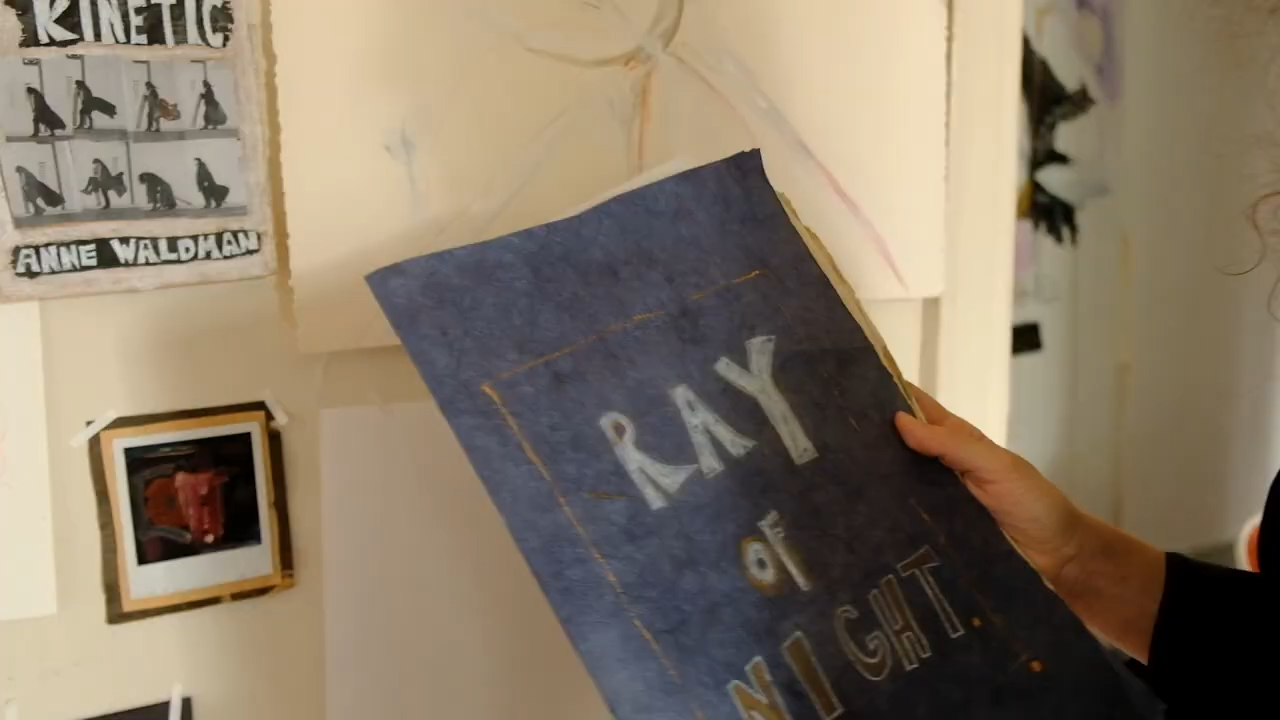 KINETIC
ANNE WALDMAN
RAY
OF
NIGHT.